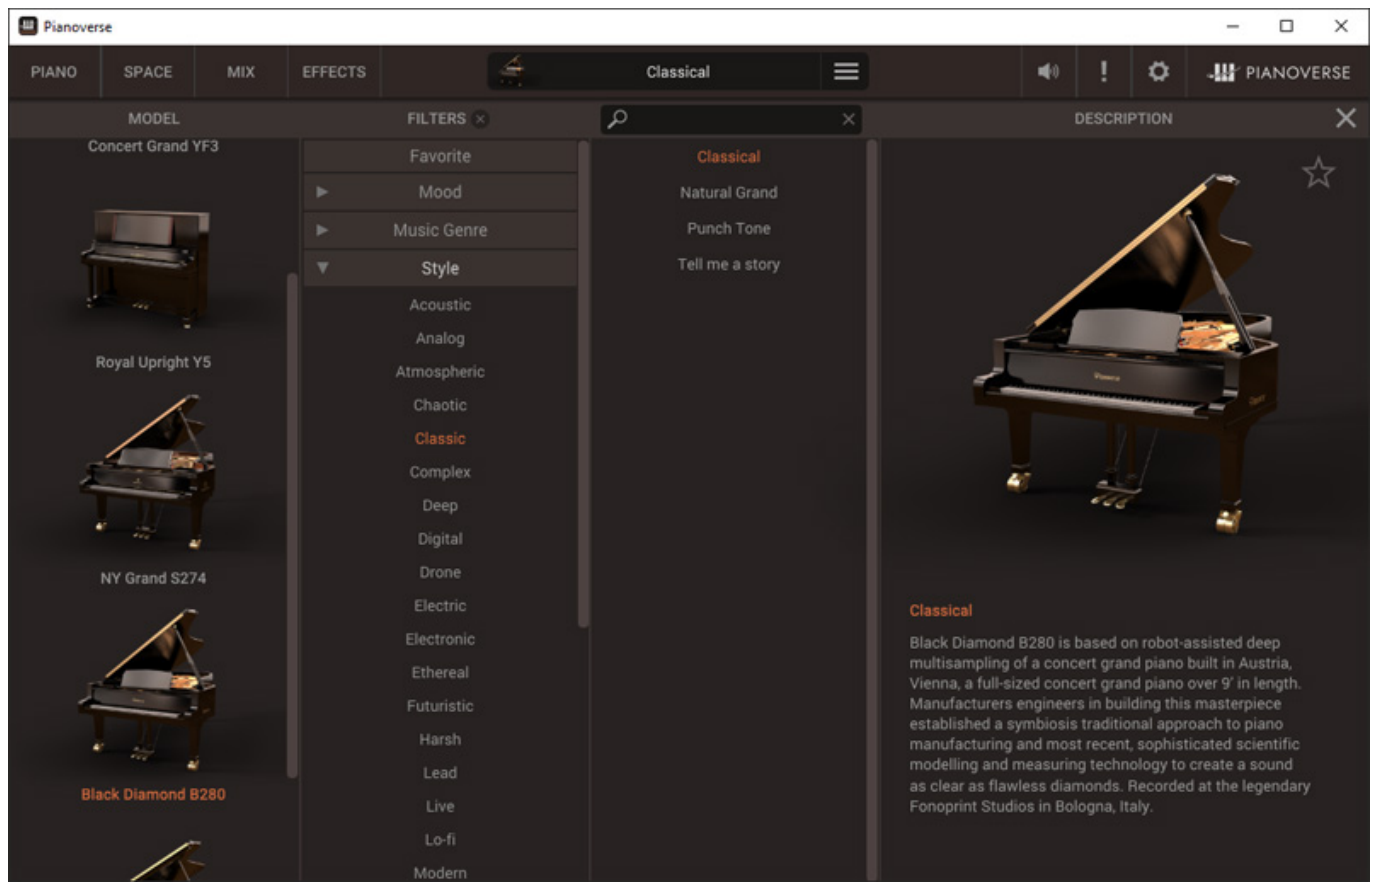 Pianoverse
PIANO
SPACE
MIX
EFFECTS
Classical
PIANOVERSE
MODEL
FILTERS
DESCRIPTION
Concert Grand YF3
Royal Upright Y5
NY Grand S274
Black Diamond B280
Favorite
Mood
Music Genre
Style
Acoustic
Analog
Atmospheric
Chaotic
Classic
Complex
Deep
Digital
Drone
Electric
Electronic
Ethereal
Futuristic
Harsh
Lead
Live
Lo-fi
Modern
Classical
Natural Grand
Punch Tone
Tell me a story
Classical
Black Diamond B280 is based on robot-assisted deep
multisampling of a concert grand piano built in Austria,
Vienna, a full-sized concert grand piano over 9' in length.
Manufacturers engineers in building this masterpiece
established a symbiosis traditional approach to piano
manufacturing and most recent, sophisticated scientific
modelling and measuring technology to create a sound
as clear as flawless diamonds. Recorded at the legendary
Fonoprint Studios in Bologna, Italy.